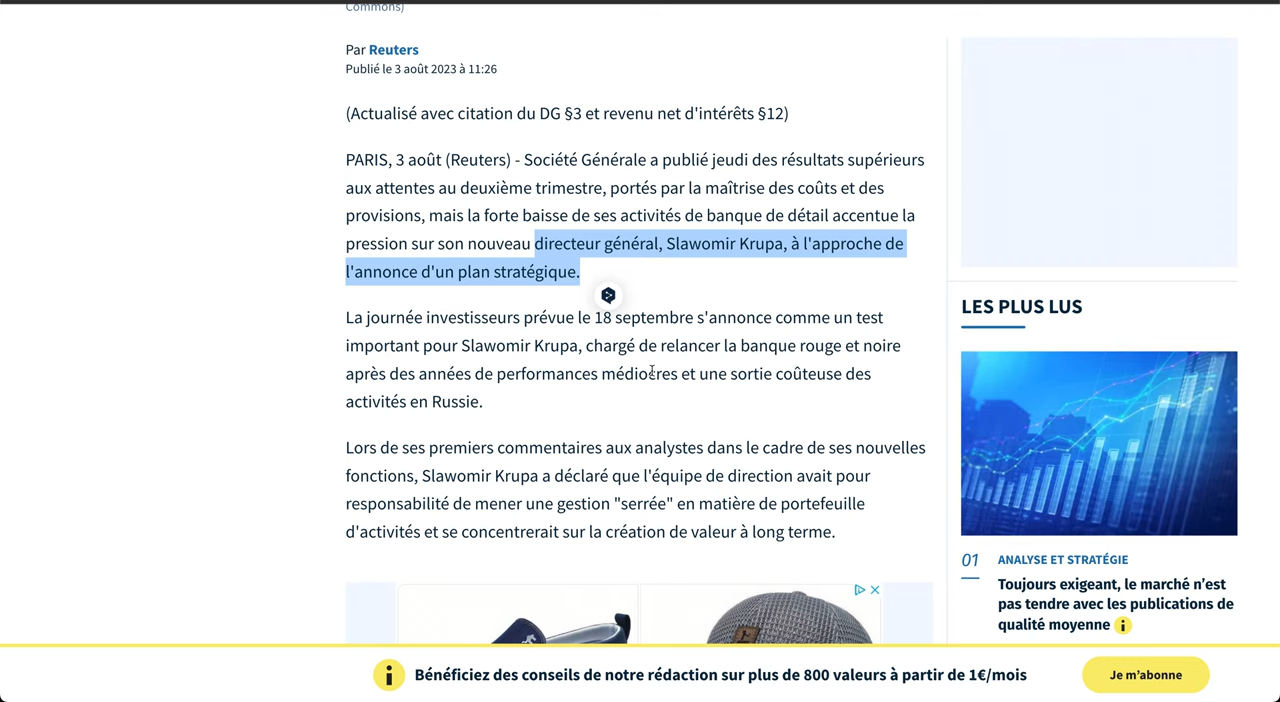 Commons)
Par Reuters
Publié le 3 août 2023 à 11:26
(Actualisé avec citation du DG §3 et revenu net d'intérêts §12)
PARIS, 3 août (Reuters) - Société Générale a publié jeudi des résultats supérieurs
aux attentes au deuxième trimestre, portés par la maîtrise des coûts et des
provisions, mais la forte baisse de ses activités de banque de détail accentue la
pression sur son nouveau directeur général, Slawomir Krupa, à l'approche de
l'annonce d'un plan stratégique.
La journée investisseurs prévue le 18 septembre s'annonce comme un test
important pour Slawomir Krupa, chargé de relancer la banque rouge et noire
après des années de performances médiocres et une sortie coûteuse des
activités en Russie.
Lors de ses premiers commentaires aux analystes dans le cadre de ses nouvelles
fonctions, Slawomir Krupa a déclaré que l'équipe de direction avait pour
responsabilité de mener une gestion "serrée" en matière de portefeuille
d'activités et se concentrerait sur la création de valeur à long terme.
LES PLUS LUS
01 ANALYSE ET STRATÉGIE
Toujours exigeant, le marché n’est
pas tendre avec les publications de
qualité moyenne
Bénéficiez des conseils de notre rédaction sur plus de 800 valeurs à partir de 1€/mois
Je m’abonne